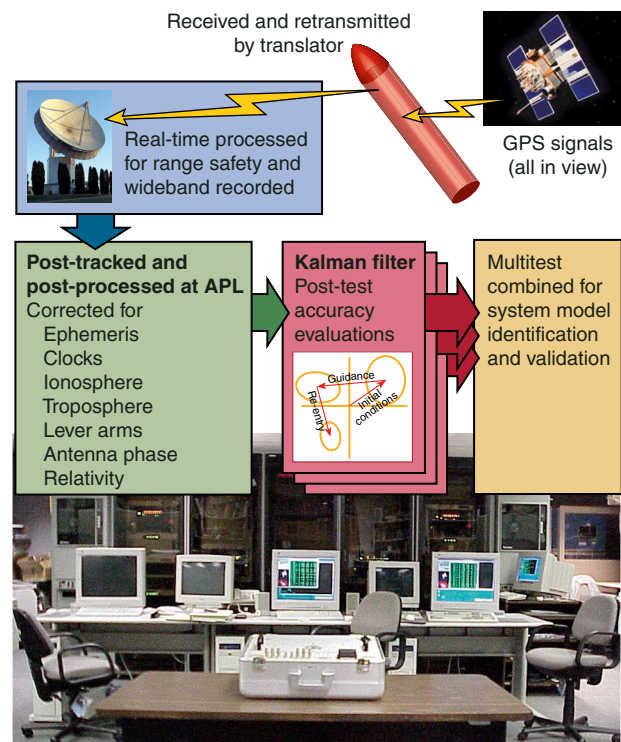 Received and retransmitted
by translator
GPS signals
(all in view)
Real-time processed
for range safety and
wideband recorded
Post-tracked and
post-processed at APL
Corrected for
Ephemeris
Clocks
Ionosphere
Troposphere
Lever arms
Antenna phase
Relativity
Kalman filter
Post-test
accuracy
evaluations
Guidance
Re-entry
Initial
conditions
Multitest
combined for
system model
identification
and validation